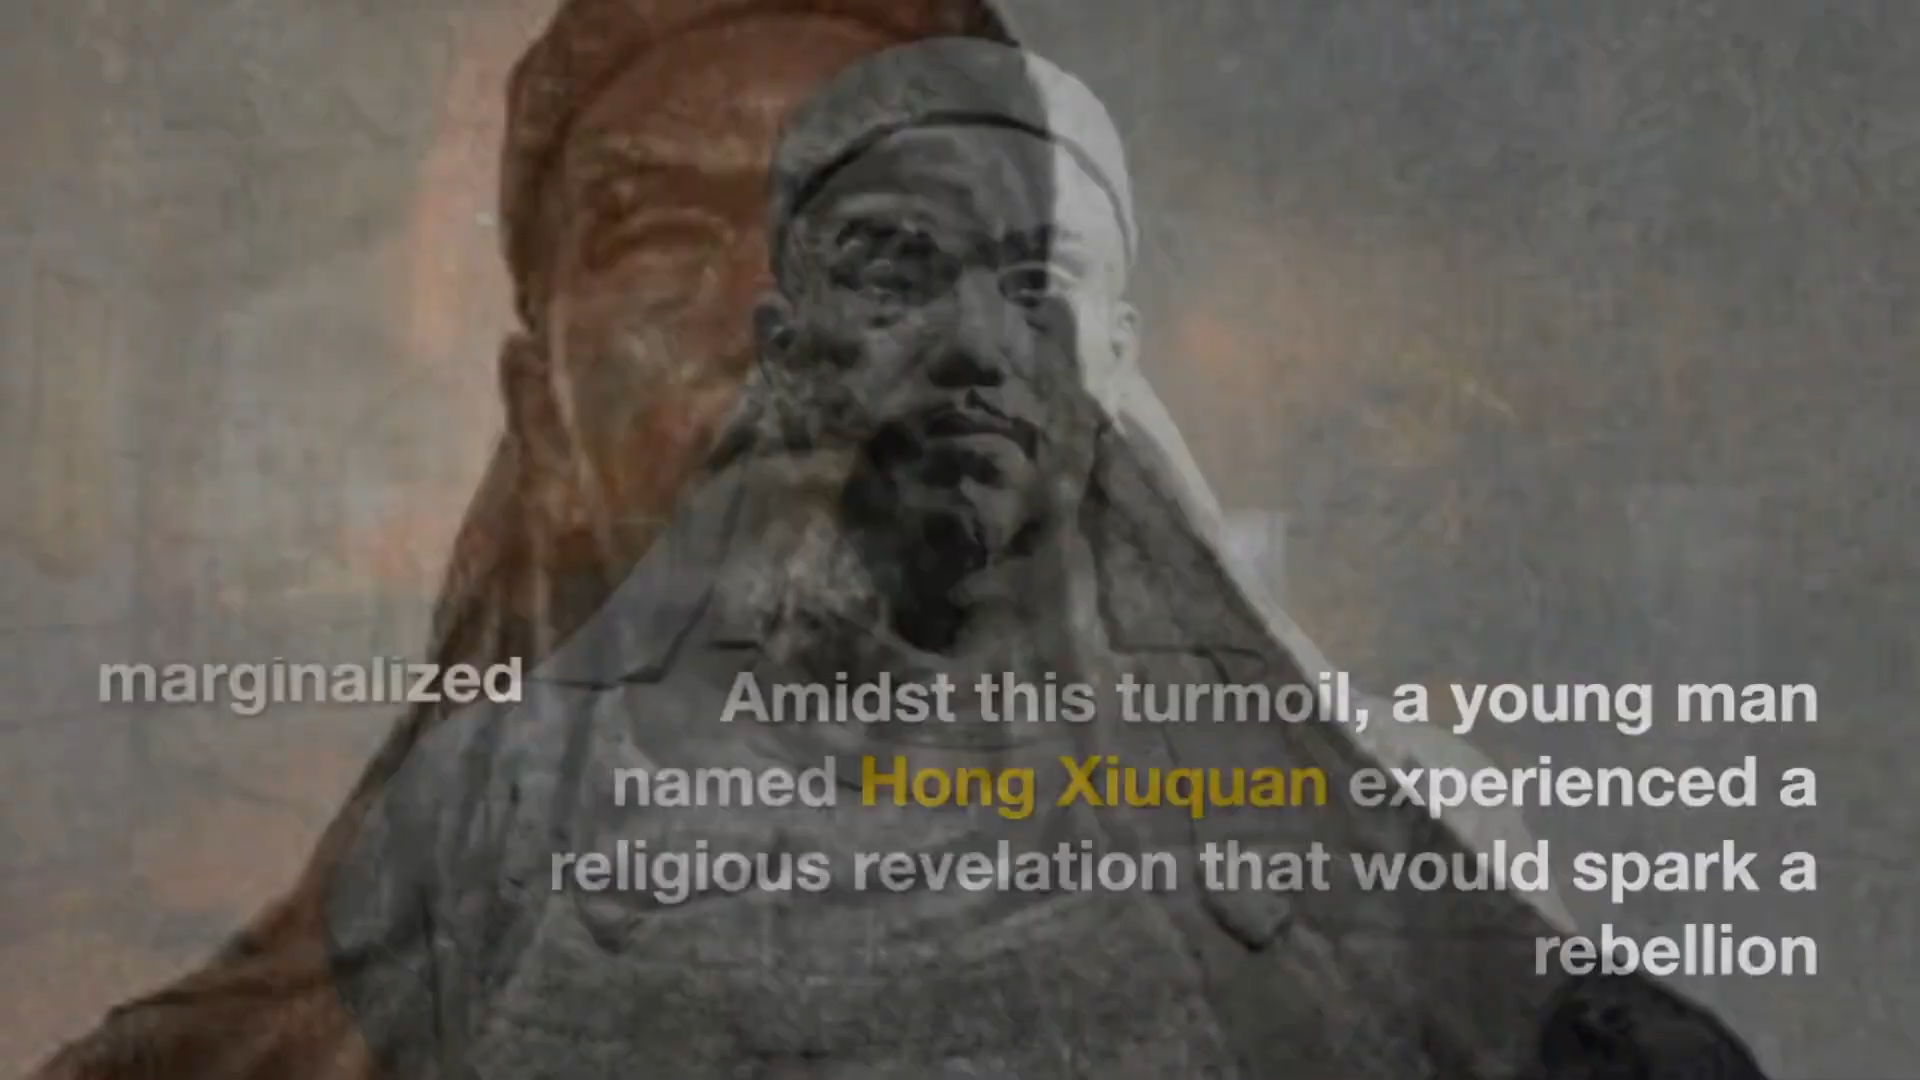 marginalized
Amidst this turmoil, a young man
named Hong Xiuquan experienced a
religious revelation that would spark a
rebellion